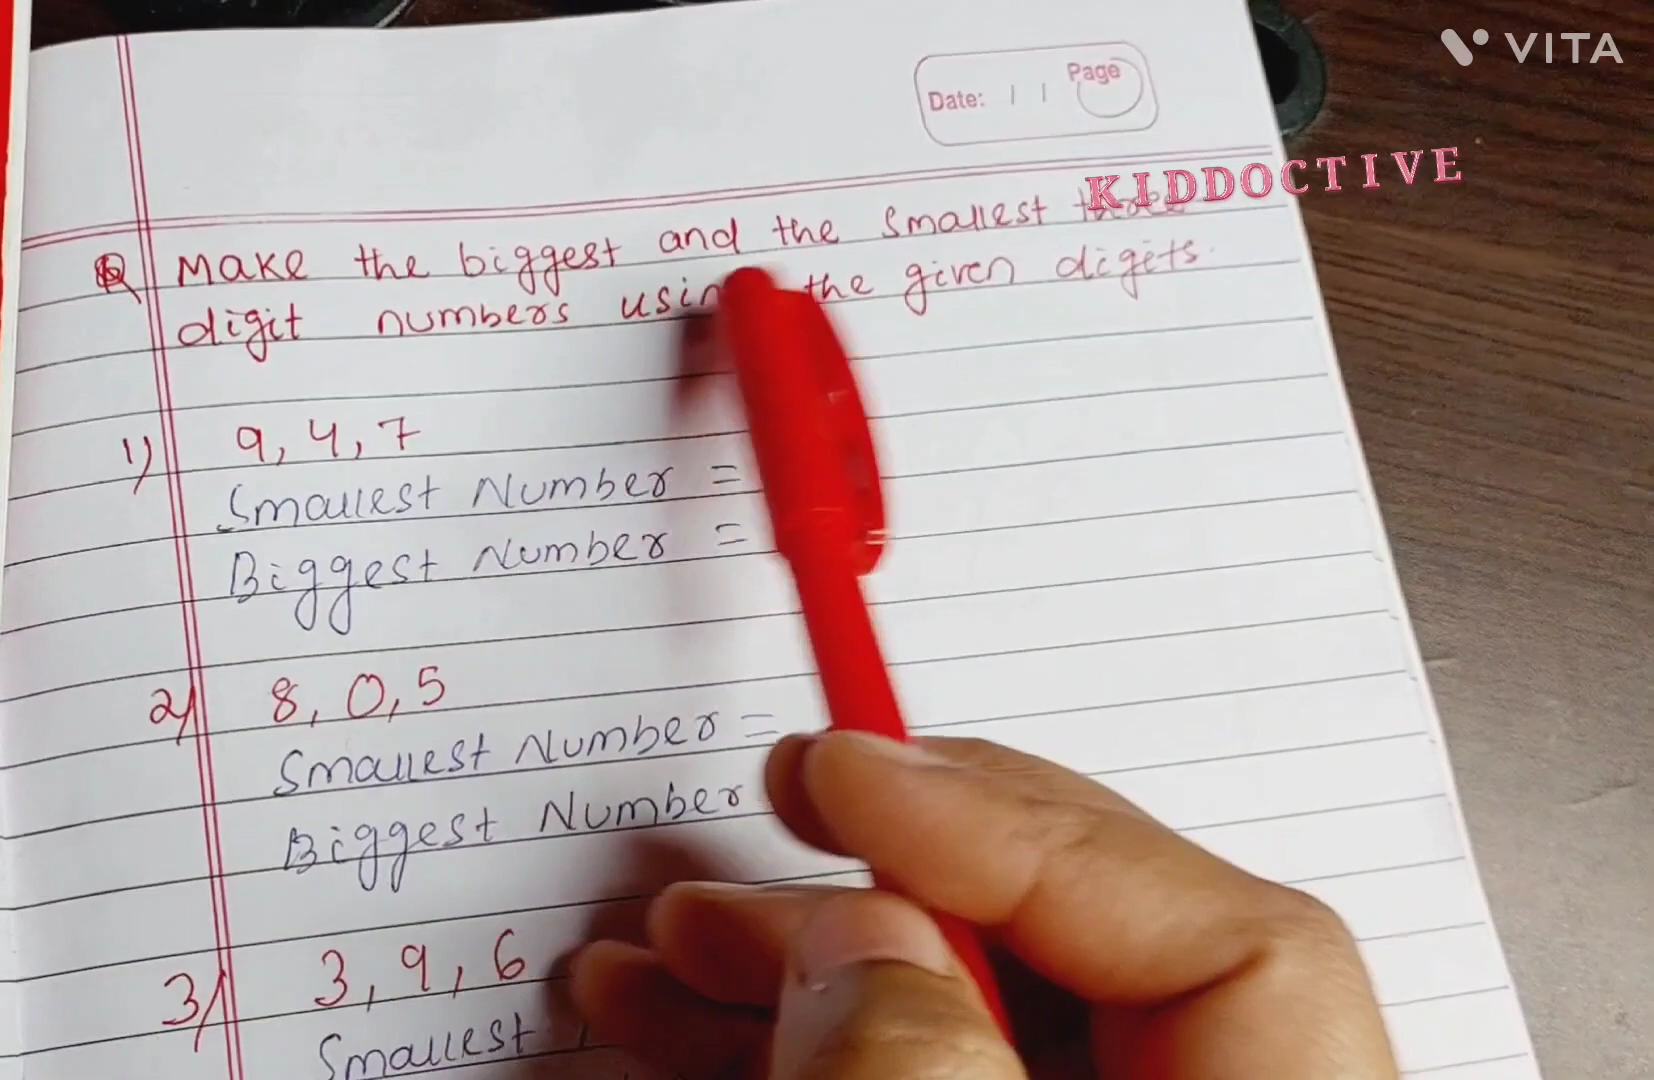 VITA
Page
Date: / /
KIDDOCTIVE
Q Make the biggest and the smallest
digit numbers using the given digits.
1) 9, 4, 7
Smallest Number =
Biggest Number =
2) 8, 0, 5
Smallest Number =
Biggest Number
3) 3, 9, 6
Smallest